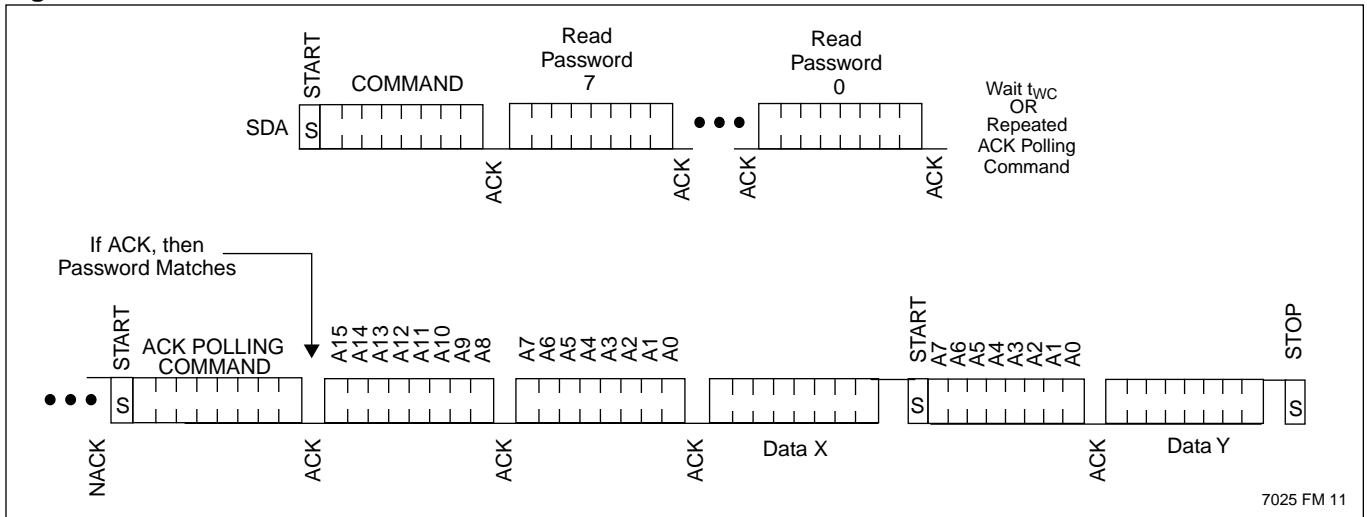 START
COMMAND
Read
Password
7
Read
Password
0
Wait tWC
OR
Repeated
ACK Polling
Command
SDA
S
ACK
ACK
ACK
ACK
If ACK, then
Password Matches
START
ACK POLLING
COMMAND
A15
A14
A13
A12
A11
A10
A9
A8
A7
A6
A5
A4
A3
A2
A1
A0
START
A7
A6
A5
A4
A3
A2
A1
A0
STOP
S
S
S
NACK
ACK
ACK
ACK
Data X
ACK
Data Y
7025 FM 11